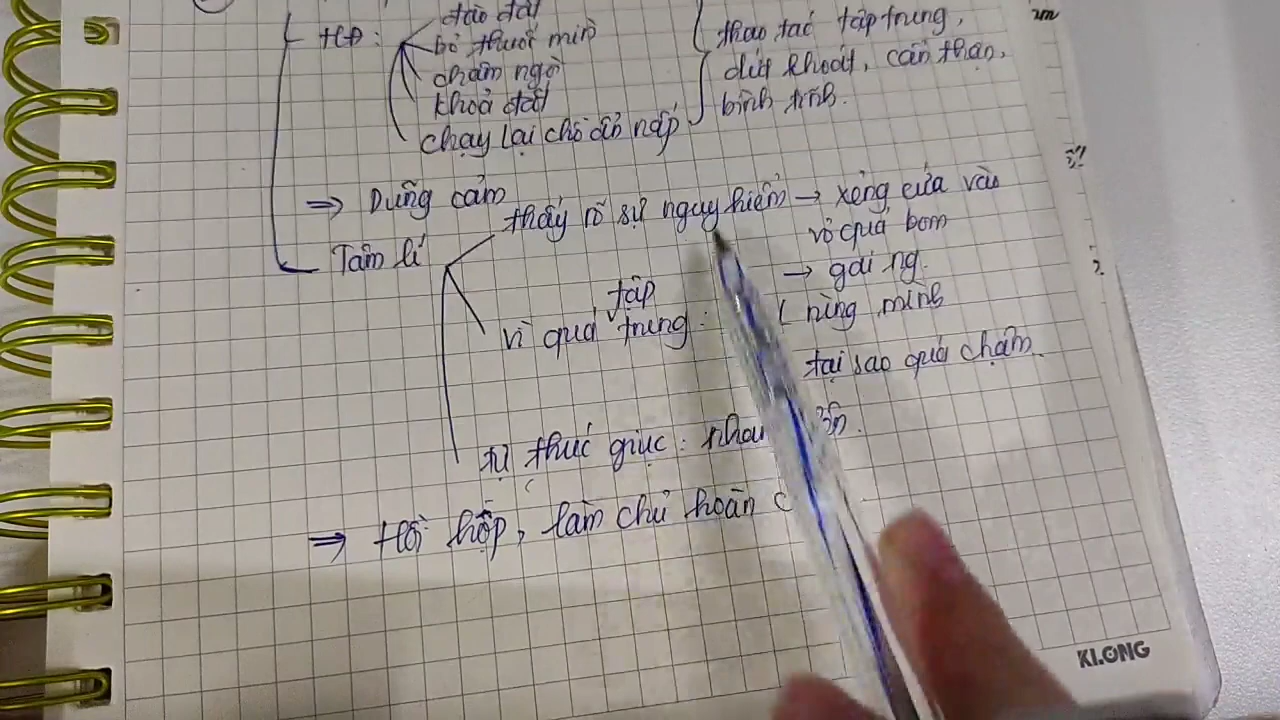 HĐ:
đào đất
bỏ thuốc mìn
châm ngòi
khoả đất
chạy lại chỗ ẩn nấp
thao tác tập trung,
dứt khoát, cẩn thận,
bình tĩnh.
⇒ Dũng cảm
Tâm lí
thấy rõ sự nguy hiểm → xẻng cứa vào
vỏ quả bom
→ gai ng.
vì quá tập trung:
rùng mình
tại sao quá chậm.
tự thúc giục:
⇒ Hồi hộp, làm chủ hoàn
KLONG